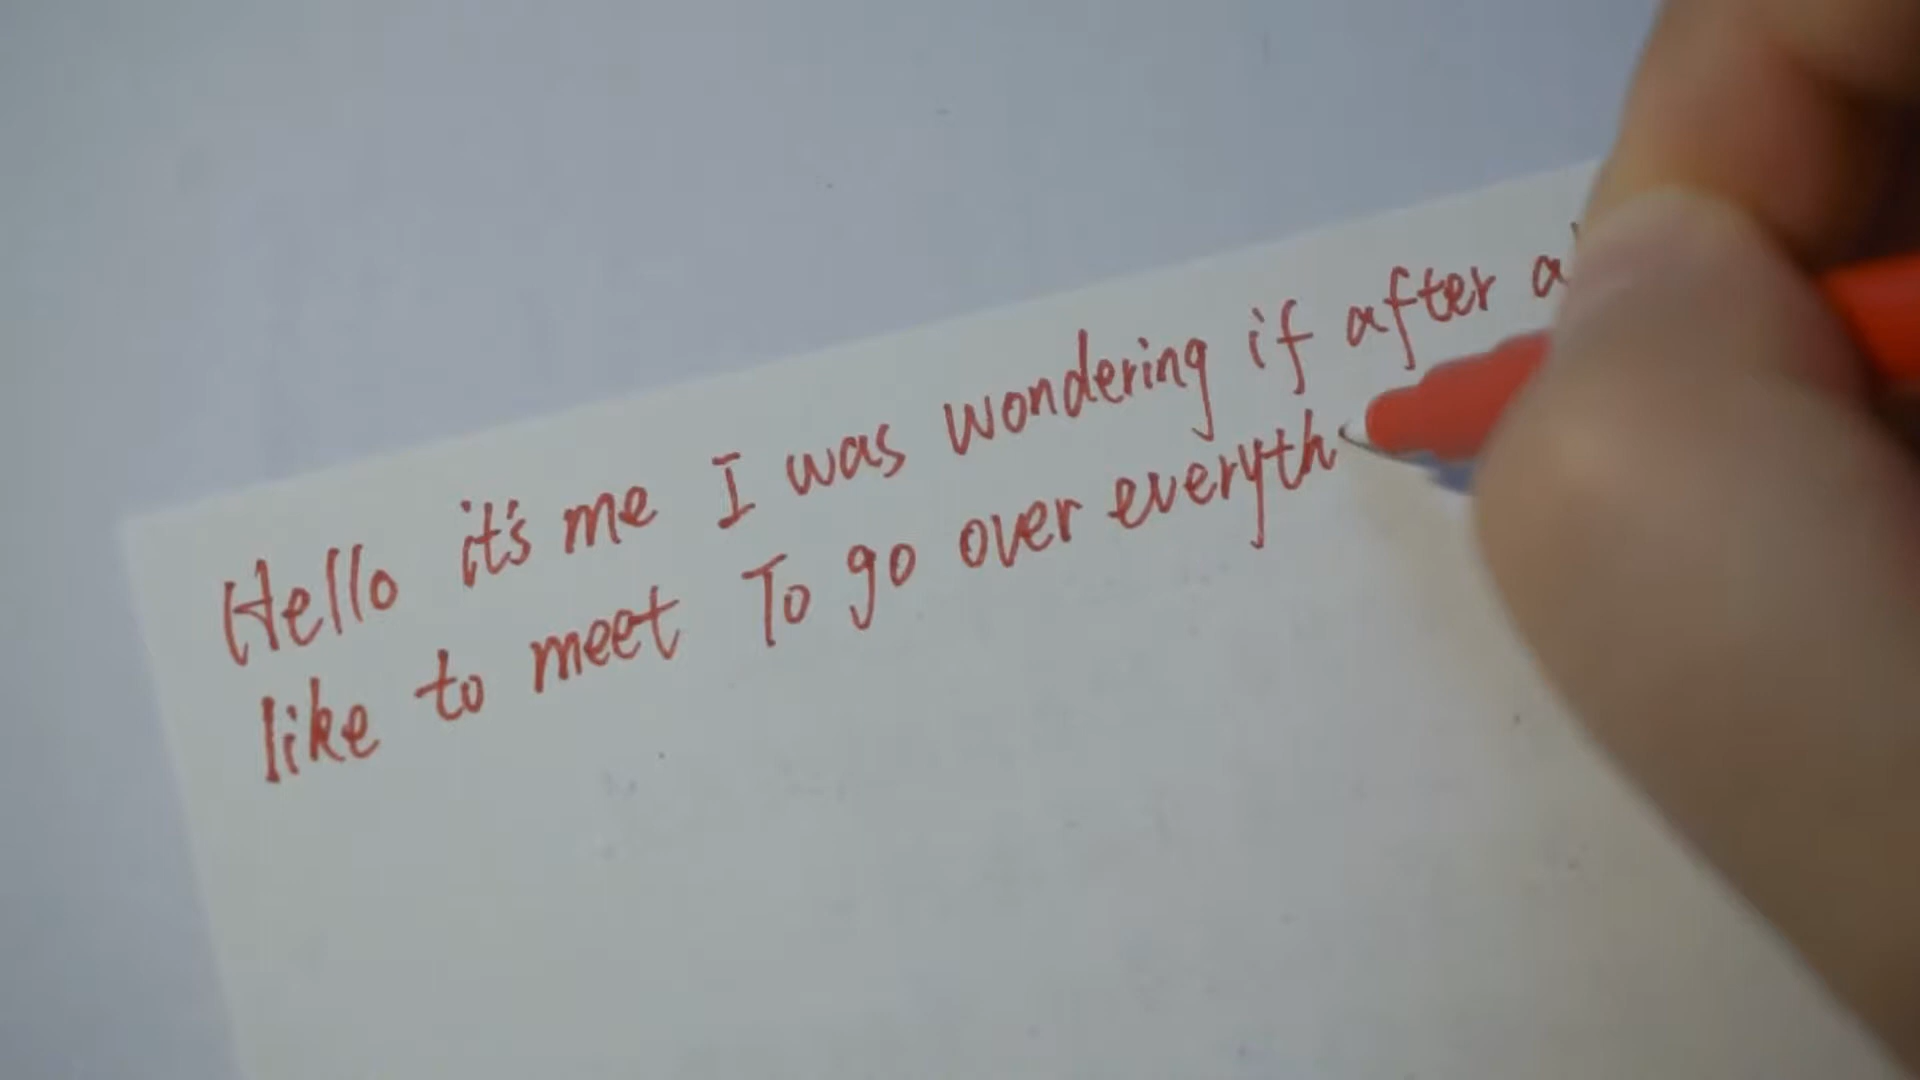 Hello it's me I was wondering if after
like to meet To go over everyth